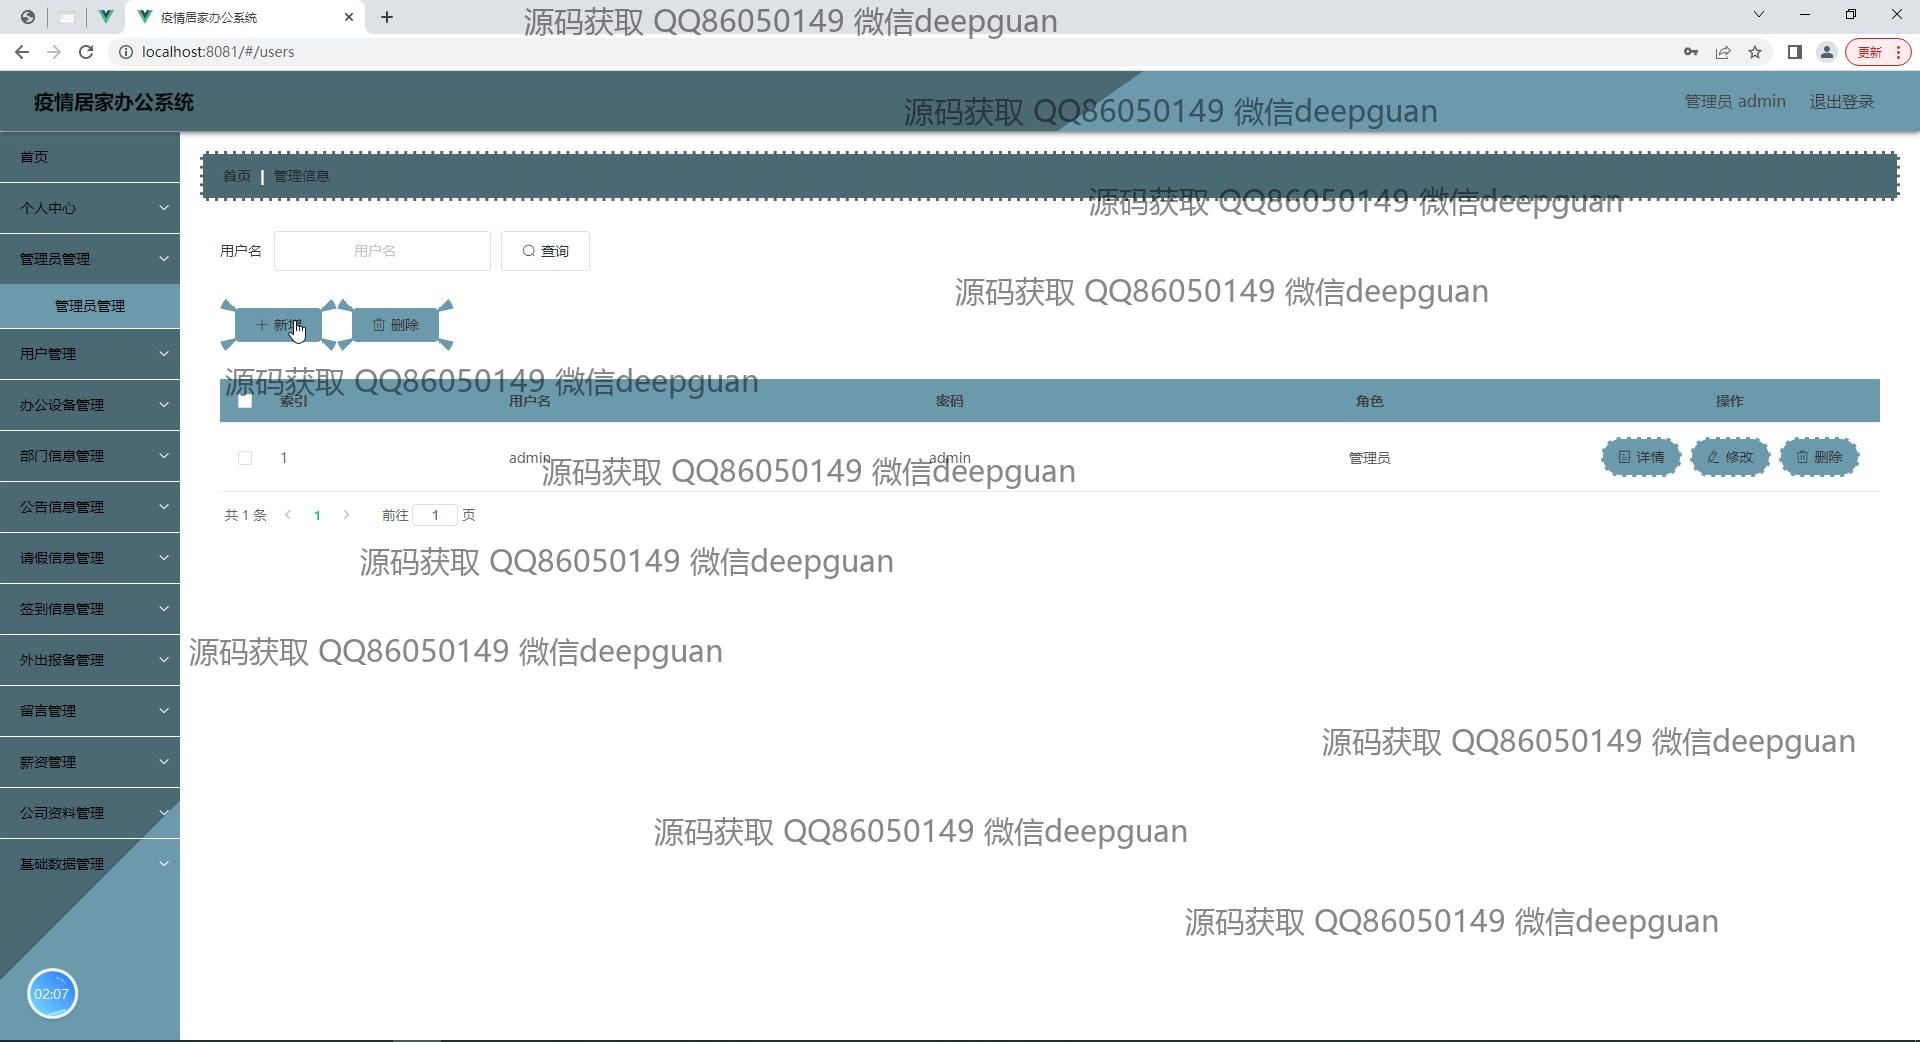 疫情居家办公系统
源码获取 QQ86050149 微信deepguan
localhost:8081/#/users
更新
疫情居家办公系统
源码获取 QQ86050149 微信deepguan
管理员 admin 退出登录
首页
个人中心
管理员管理
管理员管理
用户管理
办公设备管理
部门信息管理
公告信息管理
请假信息管理
签到信息管理
外出报备管理
留言管理
薪资管理
公司资料管理
基础数据管理
02:07
首页 | 管理信息
源码获取 QQ86050149 微信deepguan
用户名 用户名 查询
源码获取 QQ86050149 微信deepguan
新增 删除
源码获取 QQ86050149 微信deepguan
索引 用户名 密码 角色 操作
1 admin admin 管理员 详情 修改 删除
源码获取 QQ86050149 微信deepguan
共 1 条 1 前往 1 页
源码获取 QQ86050149 微信deepguan
源码获取 QQ86050149 微信deepguan
源码获取 QQ86050149 微信deepguan
源码获取 QQ86050149 微信deepguan
源码获取 QQ86050149 微信deepguan